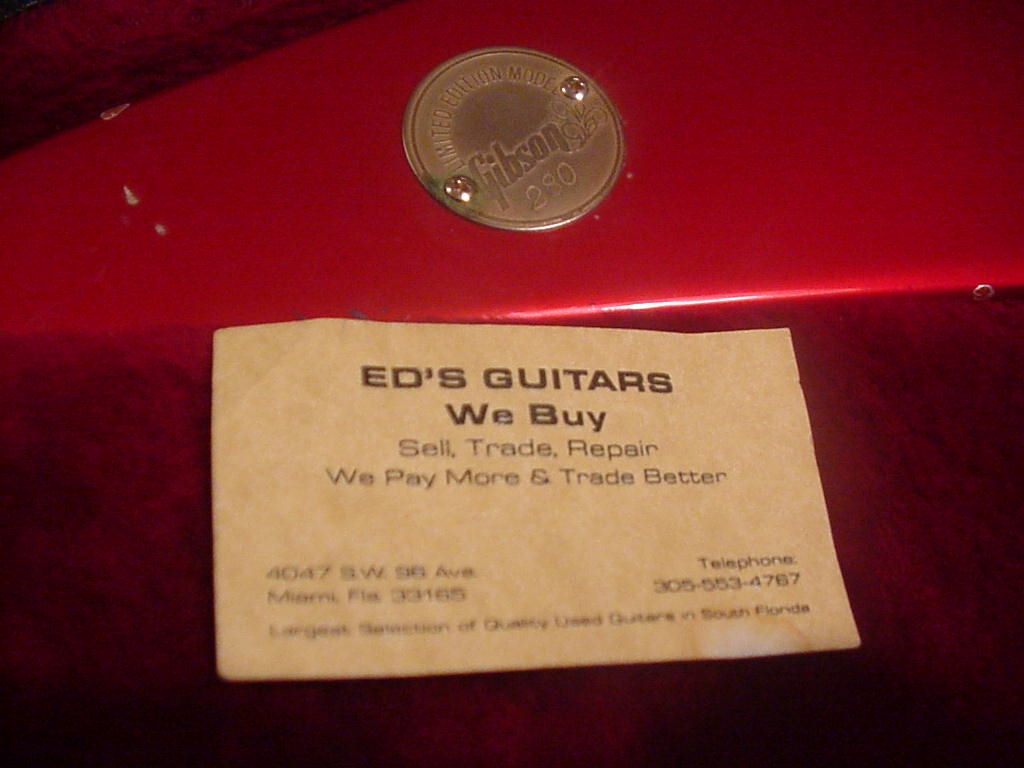 LIMITED EDITION MODEL
Gibson
280
ED'S GUITARS
We Buy
Sell, Trade, Repair
We Pay More & Trade Better
4047 S.W. 96 Ave.
Miami, Fla. 33165
Telephone:
305-553-4767
Largest Selection of Quality Used Guitars in South Florida